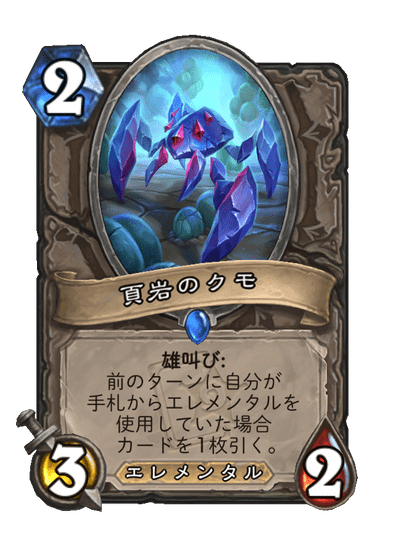 2
頁岩のクモ
雄叫び:
前のターンに自分が
手札からエレメンタルを
使用していた場合
カードを1枚引く。
エレメンタル
3
2